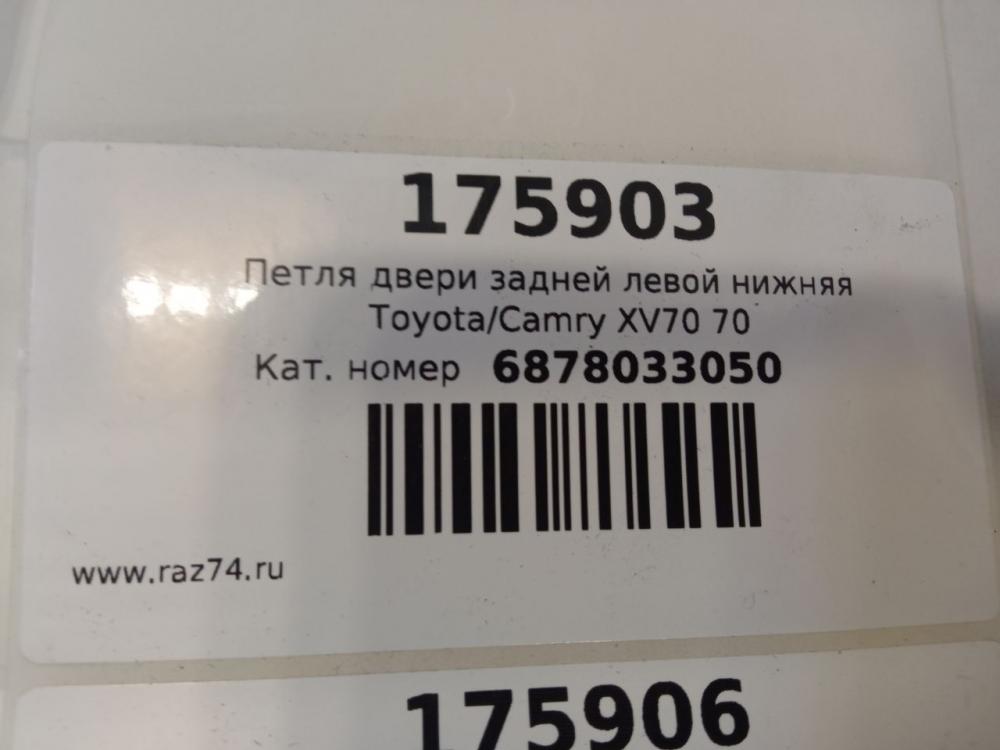 175903
Петля двери задней левой нижняя
Toyota/Camry XV70 70
Кат. номер 6878033050
www.raz74.ru
175906